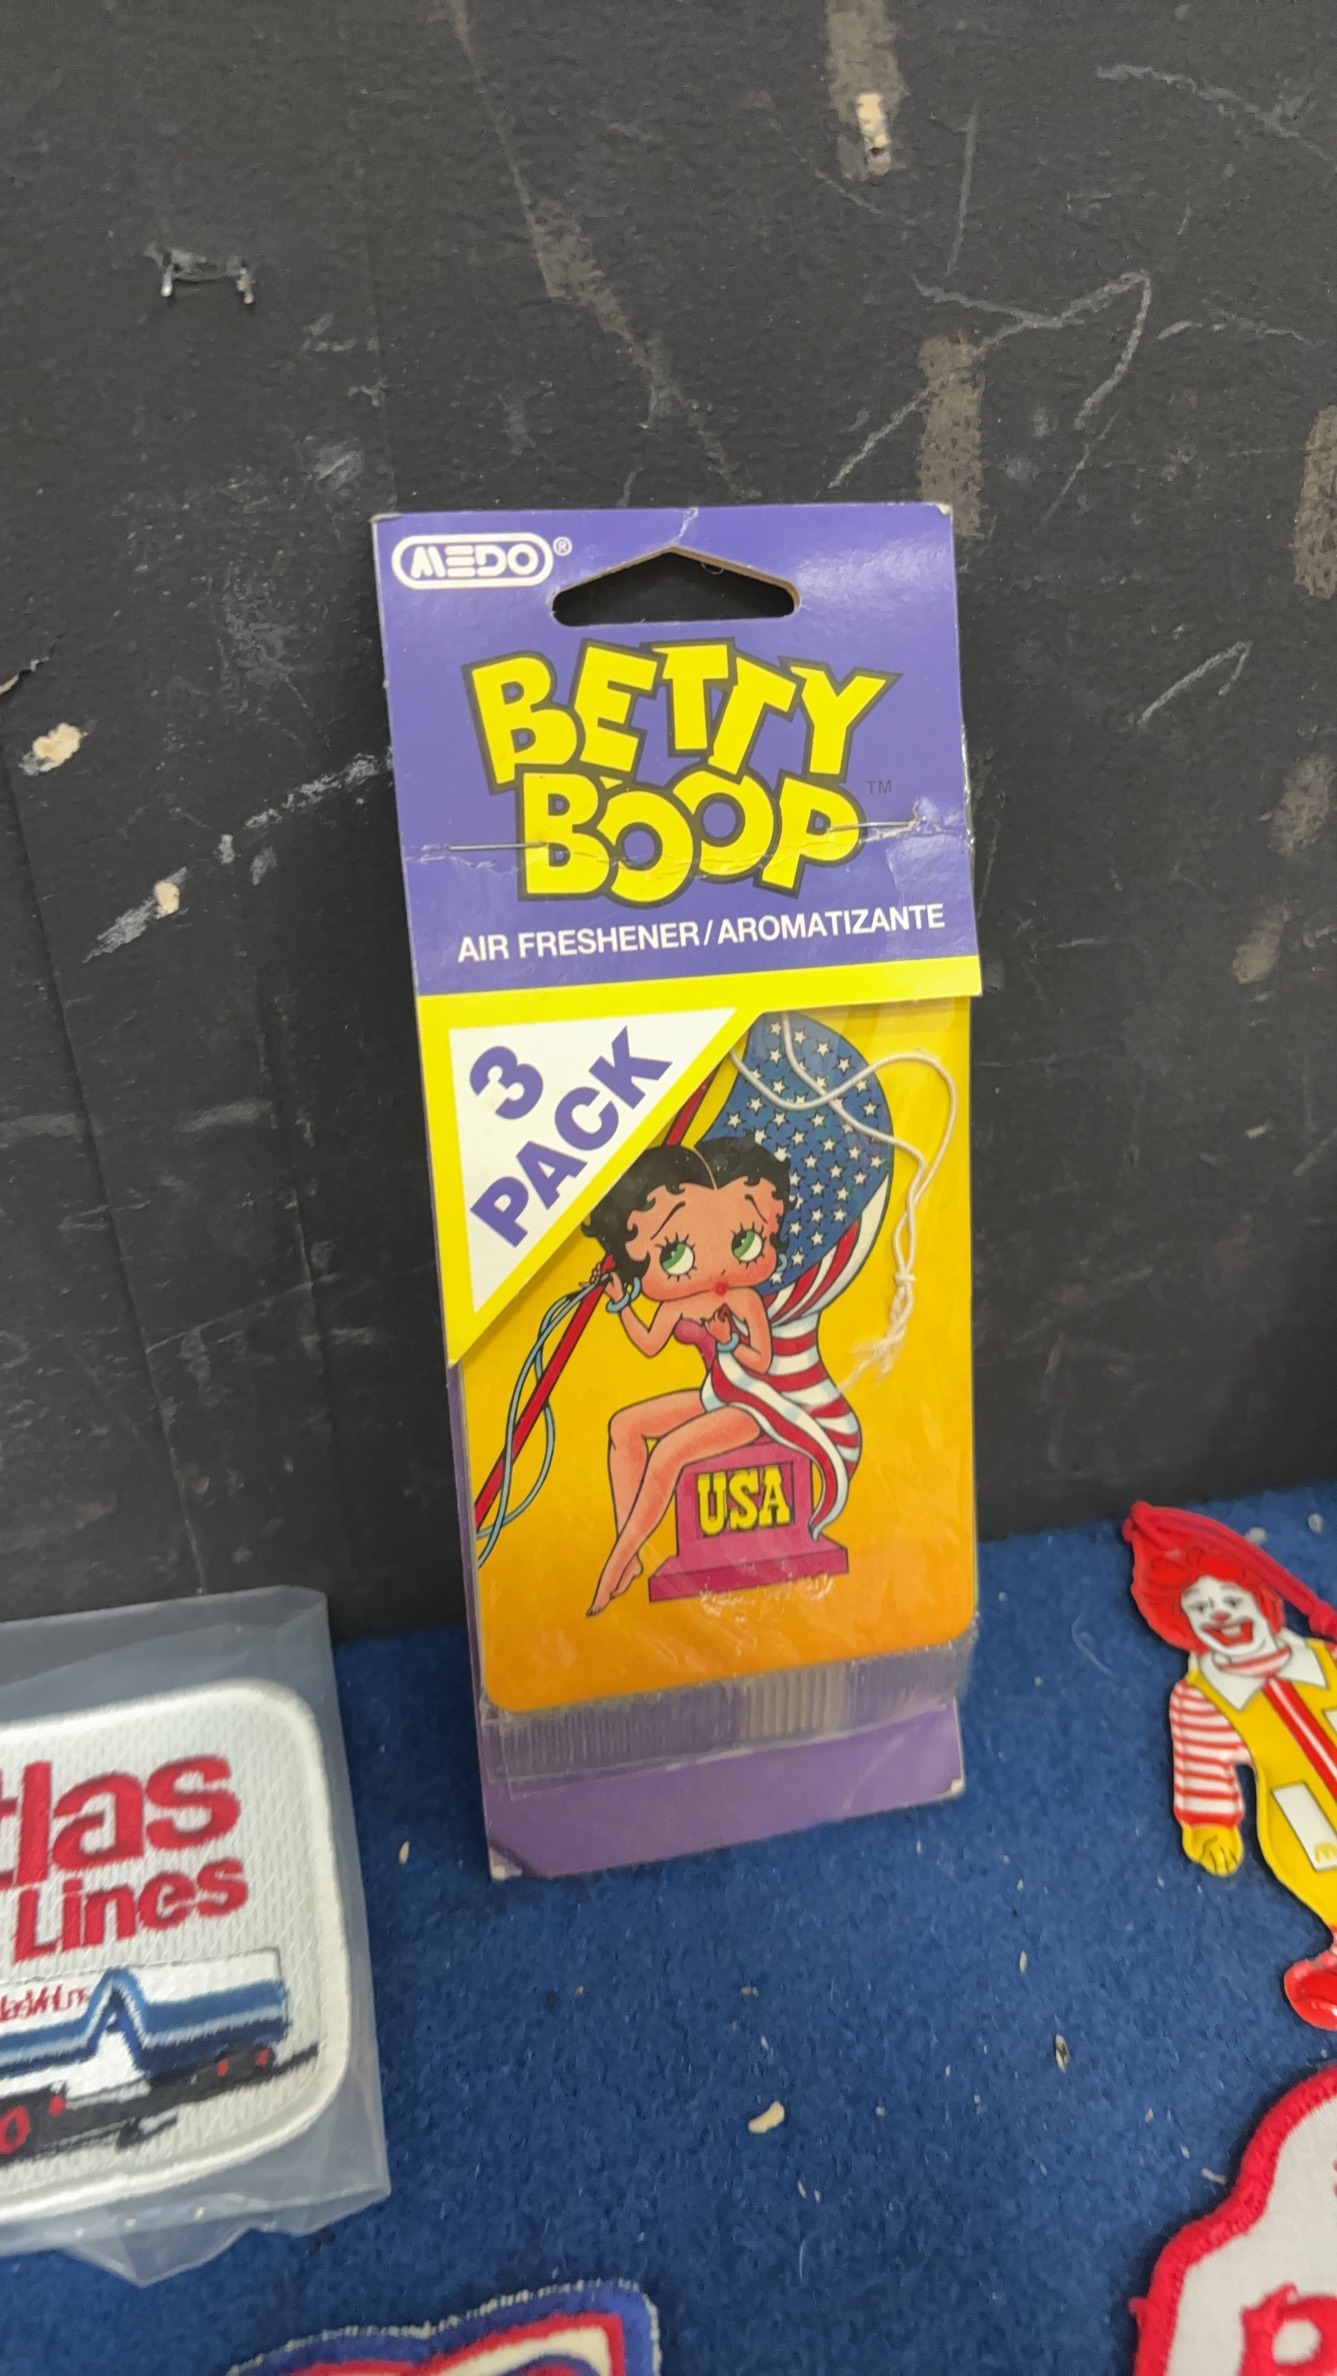 MEDO®
BETTY
BOOP™
AIR FRESHENER/AROMATIZANTE
3
PACK
USA
tlas
Lines